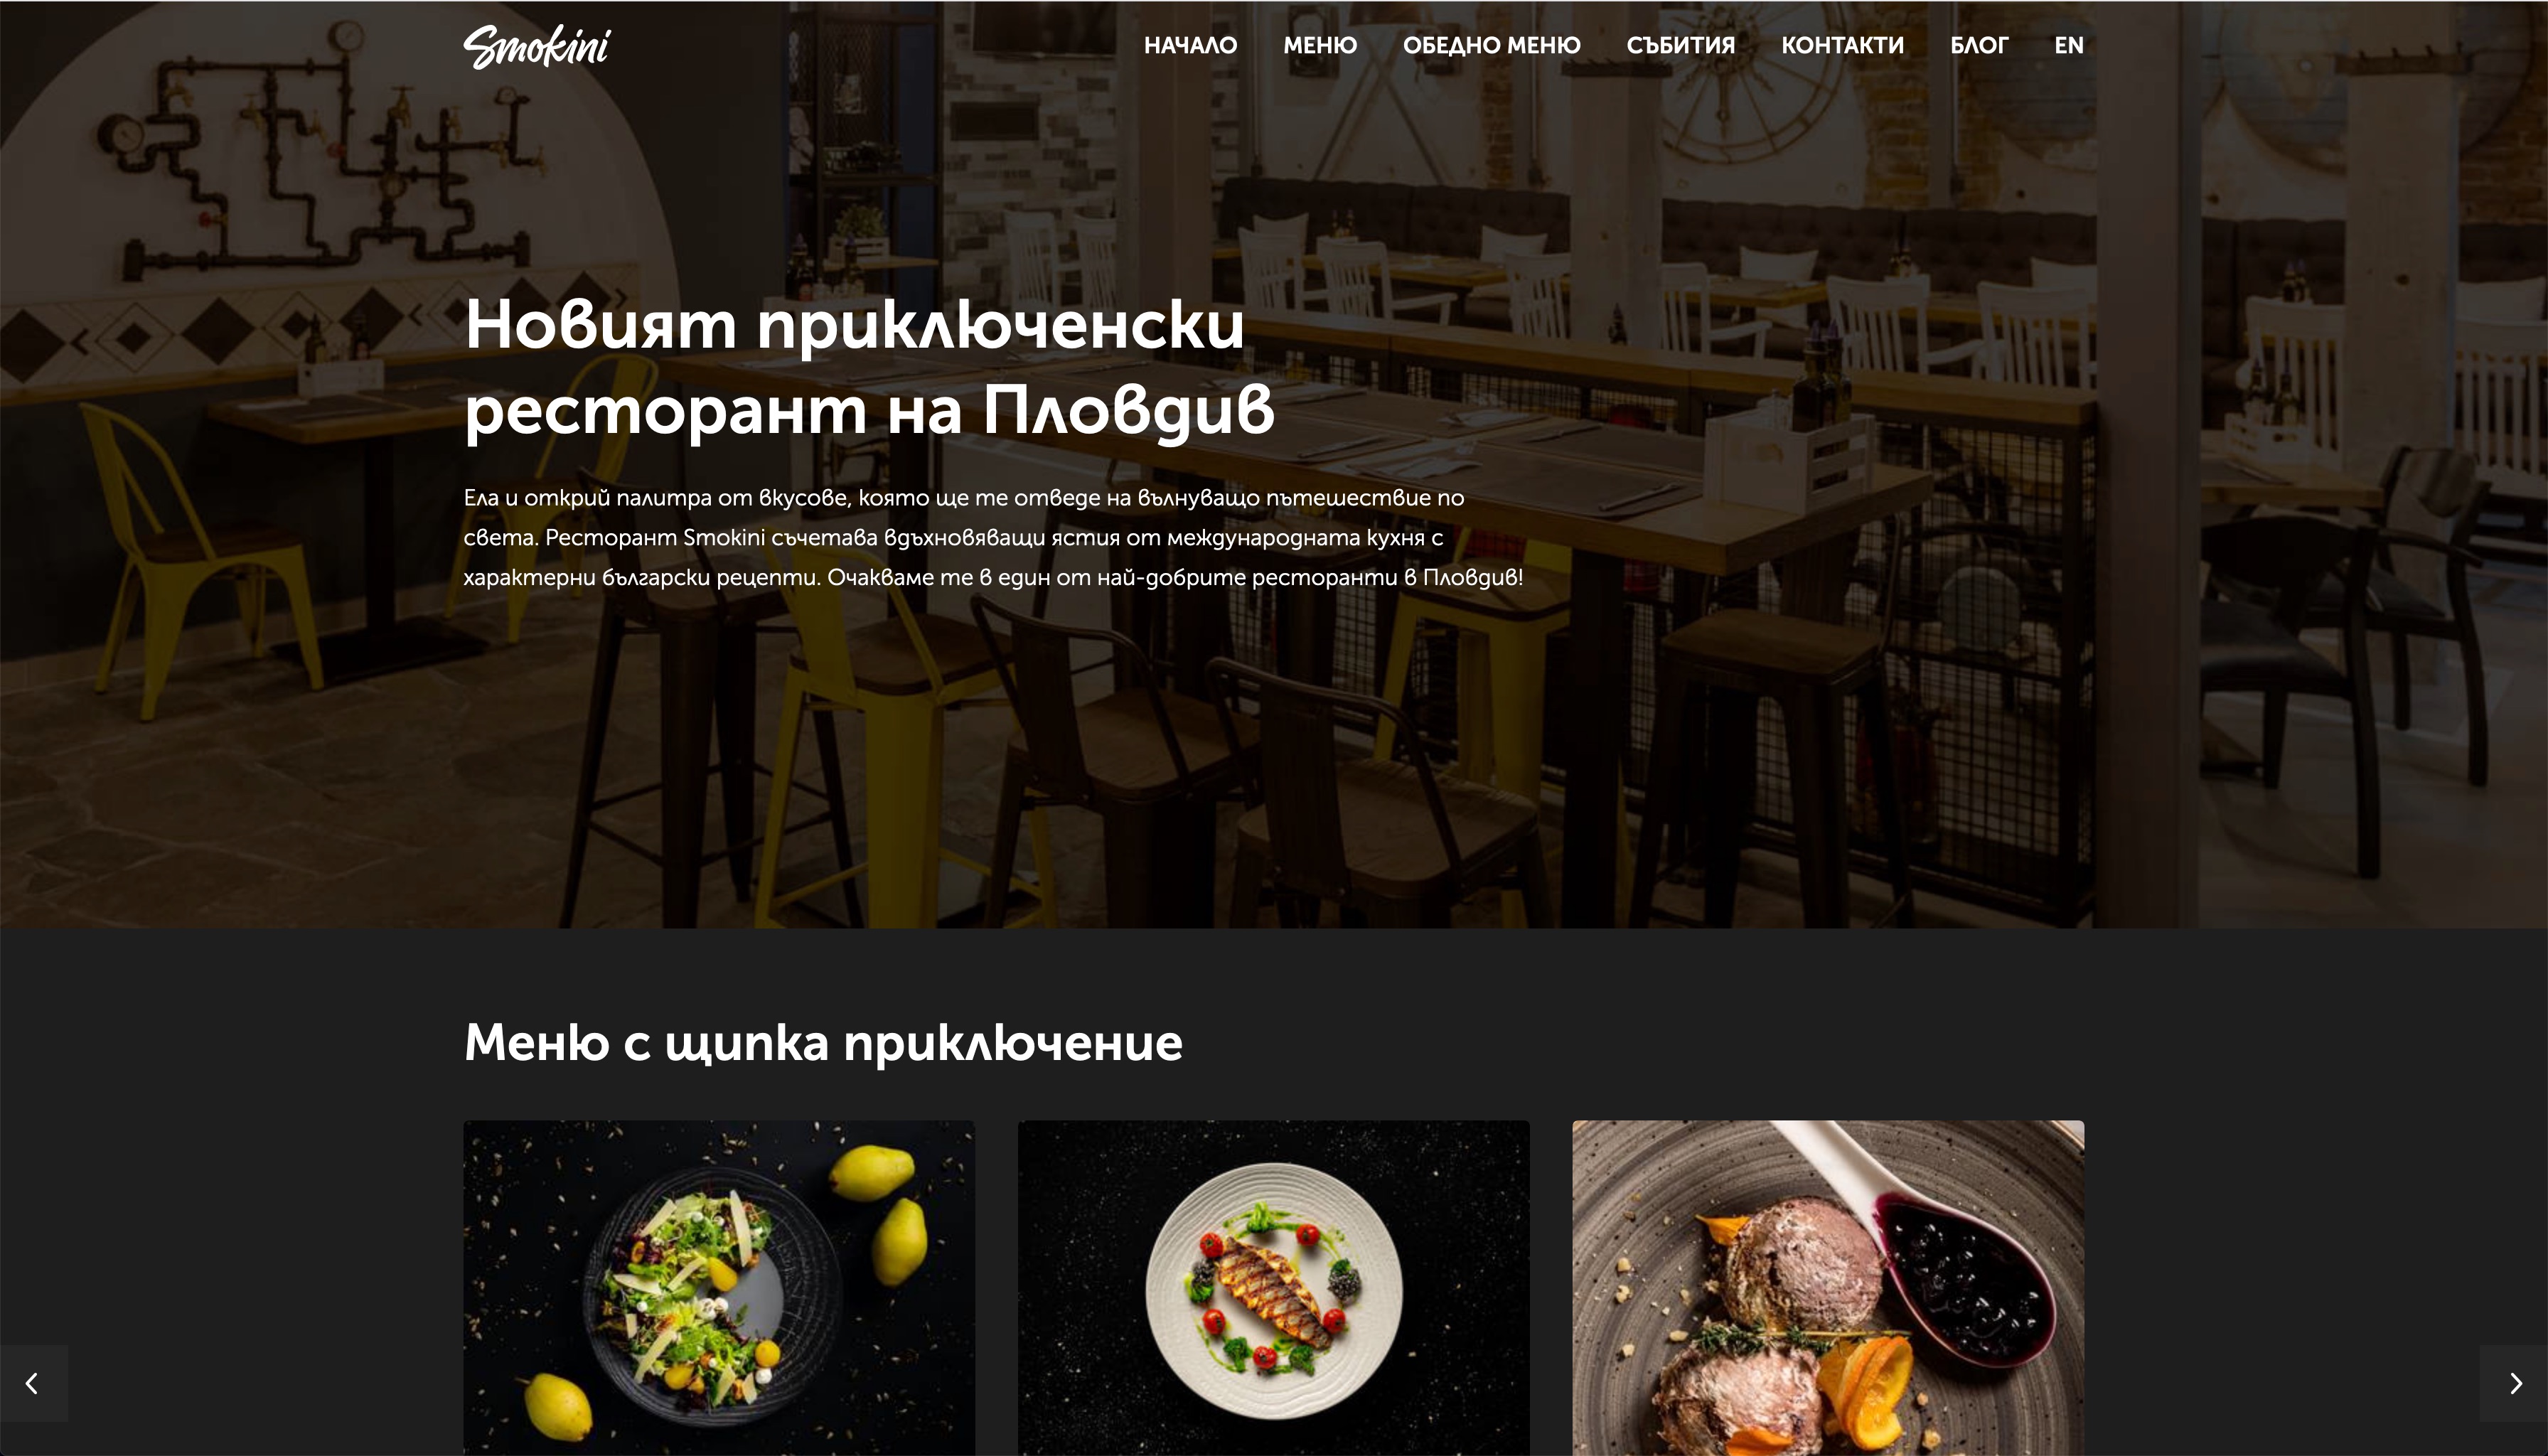 Smokini
НАЧАЛО МЕНЮ ОБЕДНО МЕНЮ СЪБИТИЯ КОНТАКТИ БЛОГ EN
Новият приключенски
ресторант на Пловдив
Ела и открий палитра от вкусове, която ще те отведе на вълнуващо пътешествие по
света. Ресторант Smokini съчетава вдъхновяващи ястия от международната кухня с
характерни български рецепти. Очакваме те в един от най-добрите ресторанти в Пловдив!
Меню с щипка приключение